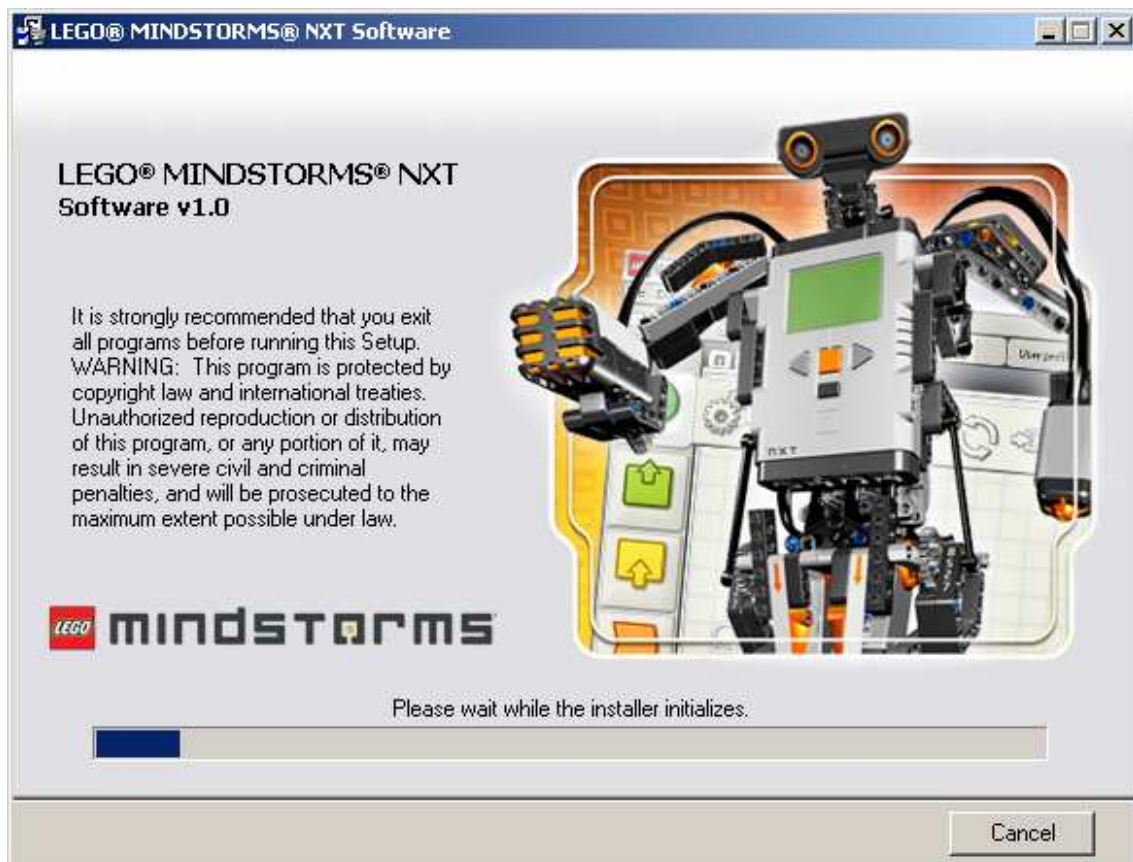 LEGO® MINDSTORMS® NXT Software
LEGO® MINDSTORMS® NXT
Software v1.0
It is strongly recommended that you exit
all programs before running this Setup.
WARNING:  This program is protected by
copyright law and international treaties.
Unauthorized reproduction or distribution
of this program, or any portion of it, may
result in severe civil and criminal
penalties, and will be prosecuted to the
maximum extent possible under law.
nxt
LEGO mindstorms
Please wait while the installer initializes.
Cancel